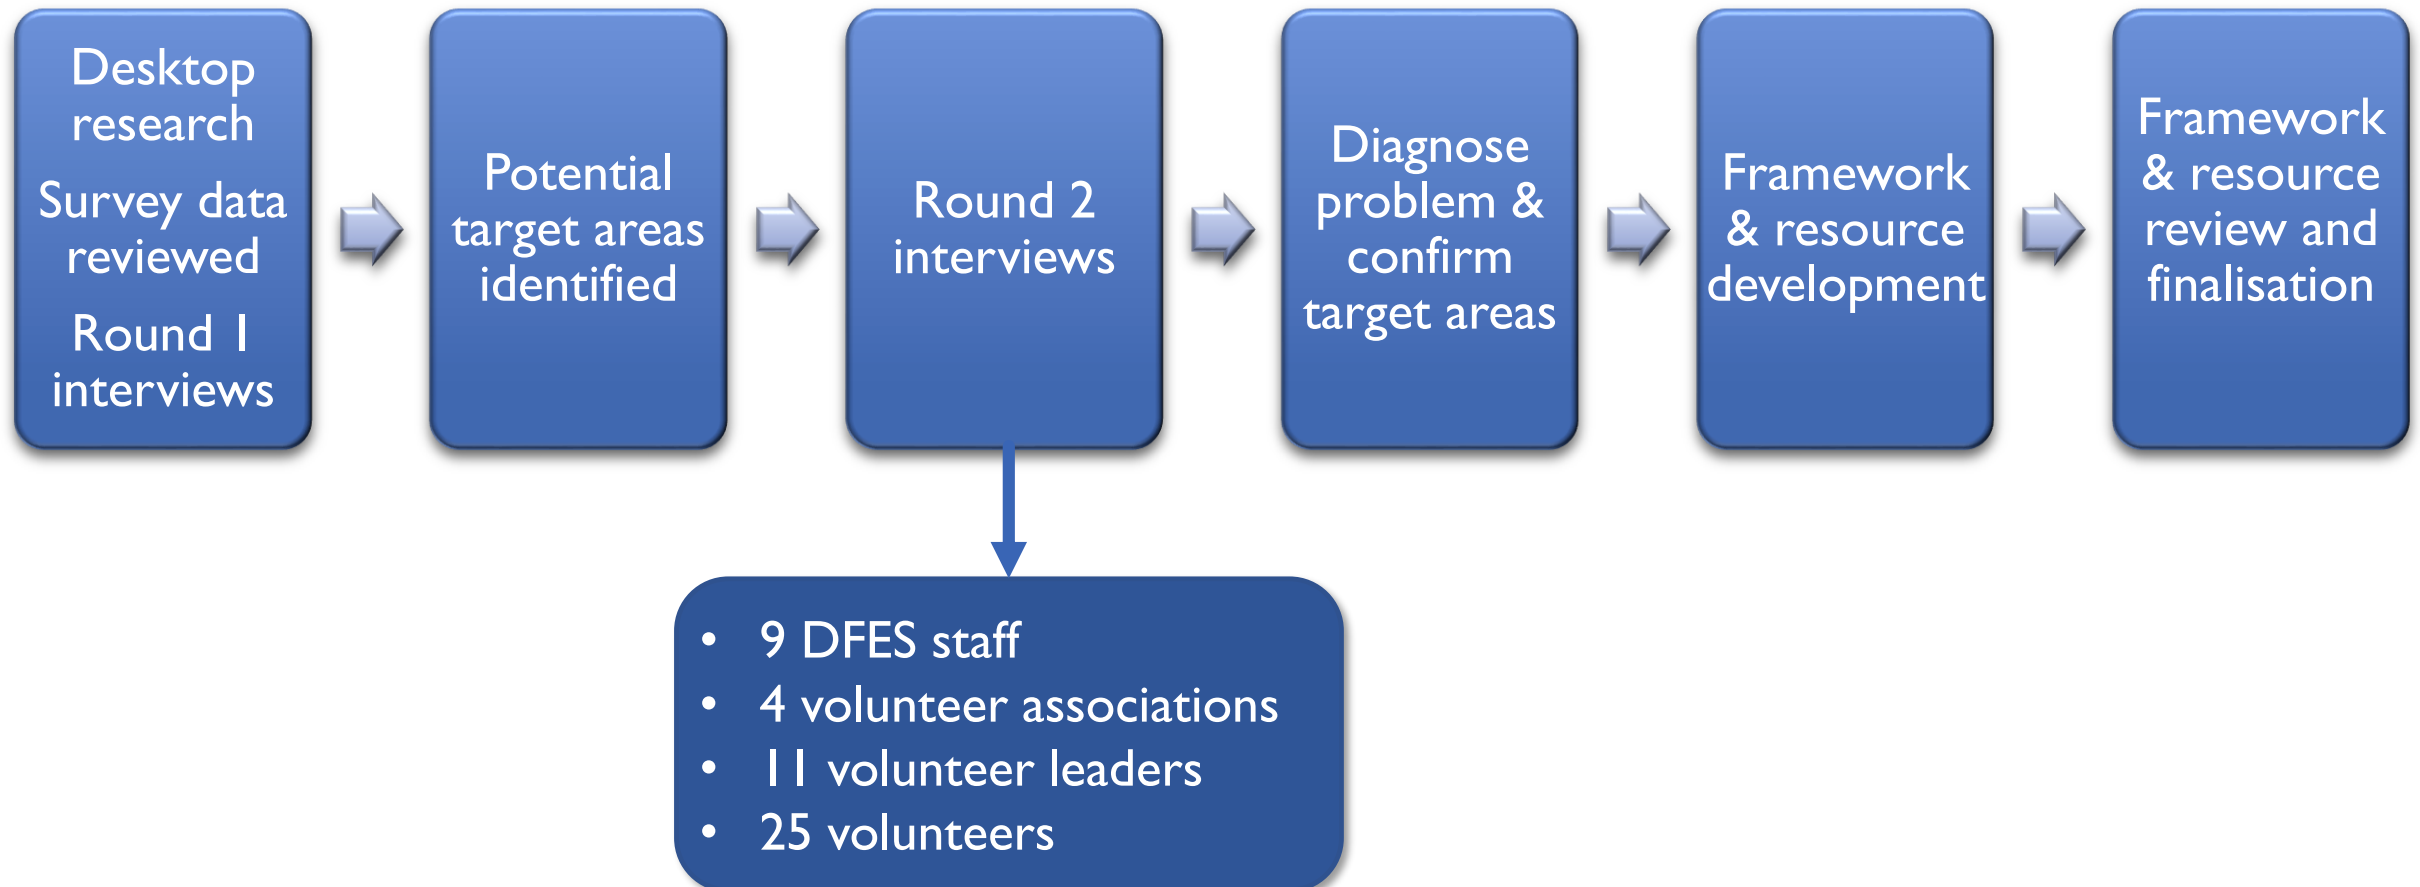 Desktop
research
Survey data
reviewed
Round 1
interviews
Potential
target areas
identified
Round 2
interviews
Diagnose
problem &
confirm
target areas
Framework
& resource
development
Framework
& resource
review and
finalisation
• 9 DFES staff
• 4 volunteer associations
• 11 volunteer leaders
• 25 volunteers